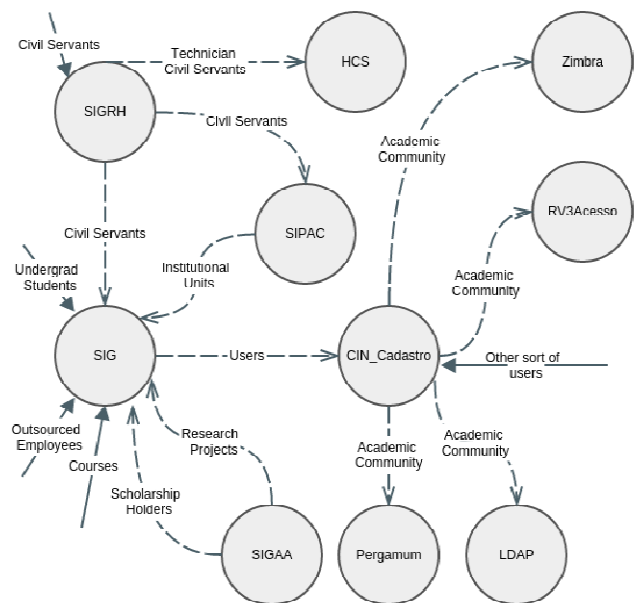 Civil Servants
Technician
Civil Servants
HCS
Zimbra
SIGRH
Civil Servants
Academic
Community
RV3Acesso
Civil Servants
SIPAC
Undergrad
Students
Institutional
Units
Academic
Community
SIG
Users
CIN_Cadastro
Other sort of
users
Outsourced
Employees
Courses
Research
Projects
Academic
Community
Academic
Community
Scholarship
Holders
SIGAA
Pergamum
LDAP